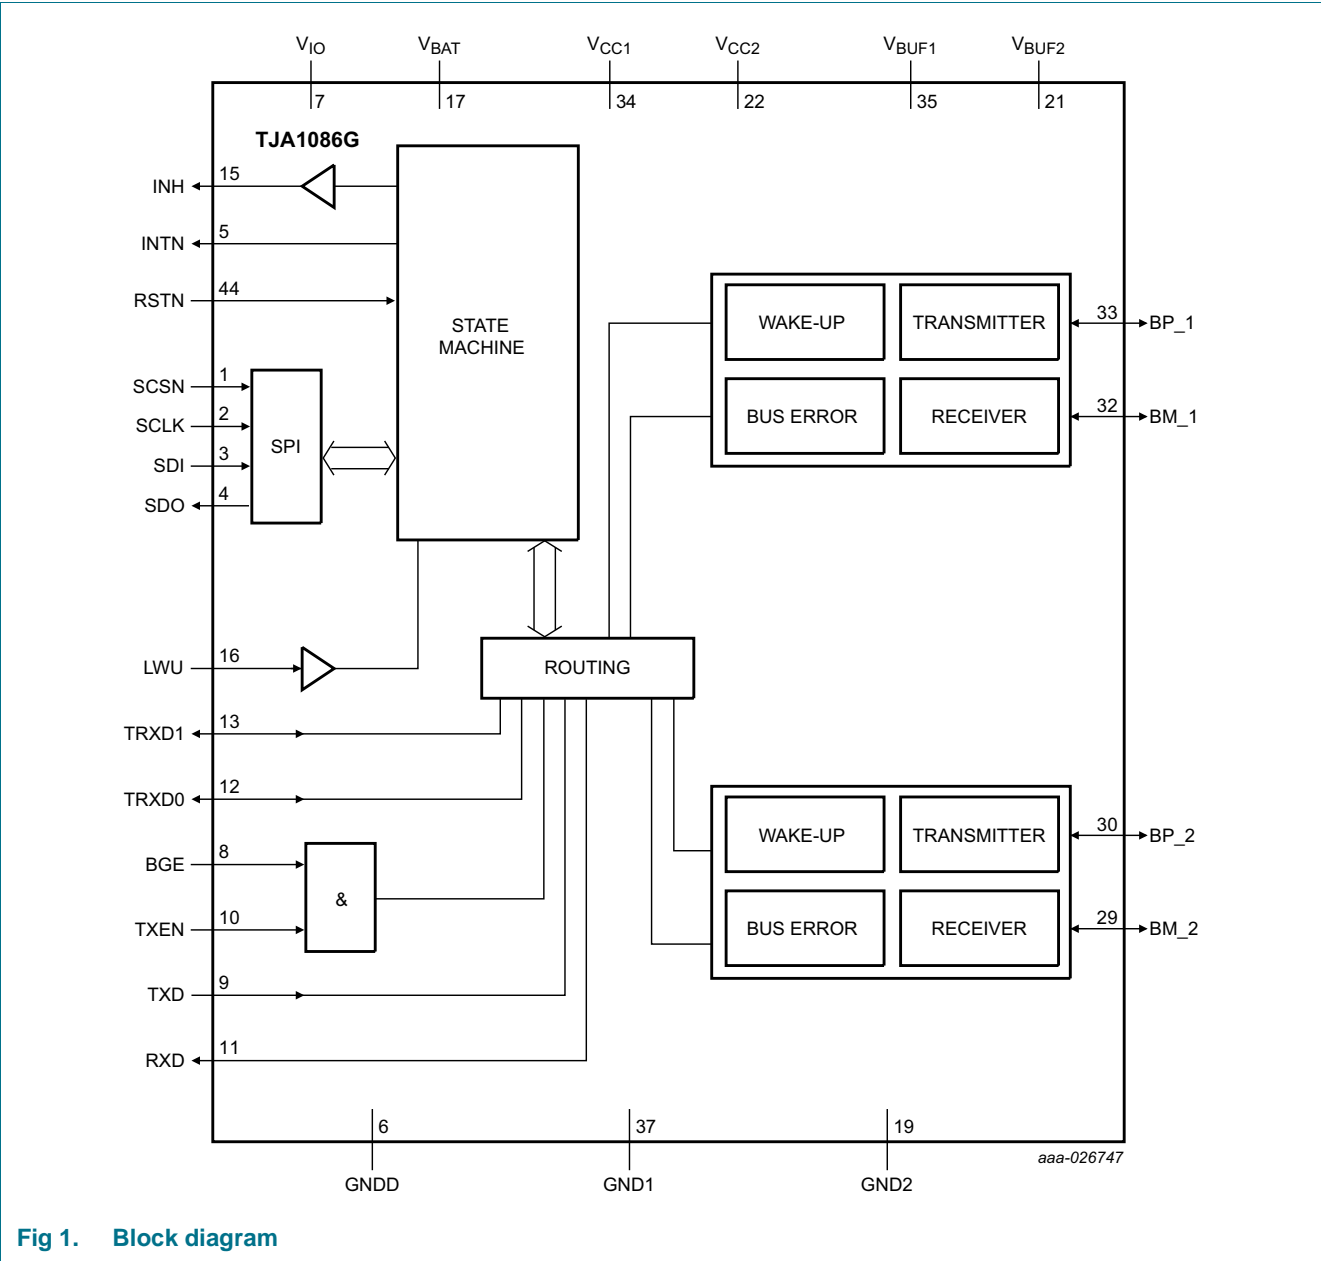 VIO VBAT VCC1 VCC2 VBUF1 VBUF2
7 17 34 22 35 21
TJA1086G
INH 15
INTN 5
RSTN 44
STATE
MACHINE
SCSN 1
SCLK 2
SDI 3
SDO 4
SPI
WAKE-UP TRANSMITTER 33 BP_1
BUS ERROR RECEIVER 32 BM_1
LWU 16
ROUTING
TRXD1 13
TRXD0 12
BGE 8
&
TXEN 10
TXD 9
RXD 11
WAKE-UP TRANSMITTER 30 BP_2
BUS ERROR RECEIVER 29 BM_2
6 37 19
aaa-026747
GNDD GND1 GND2
Fig 1. Block diagram